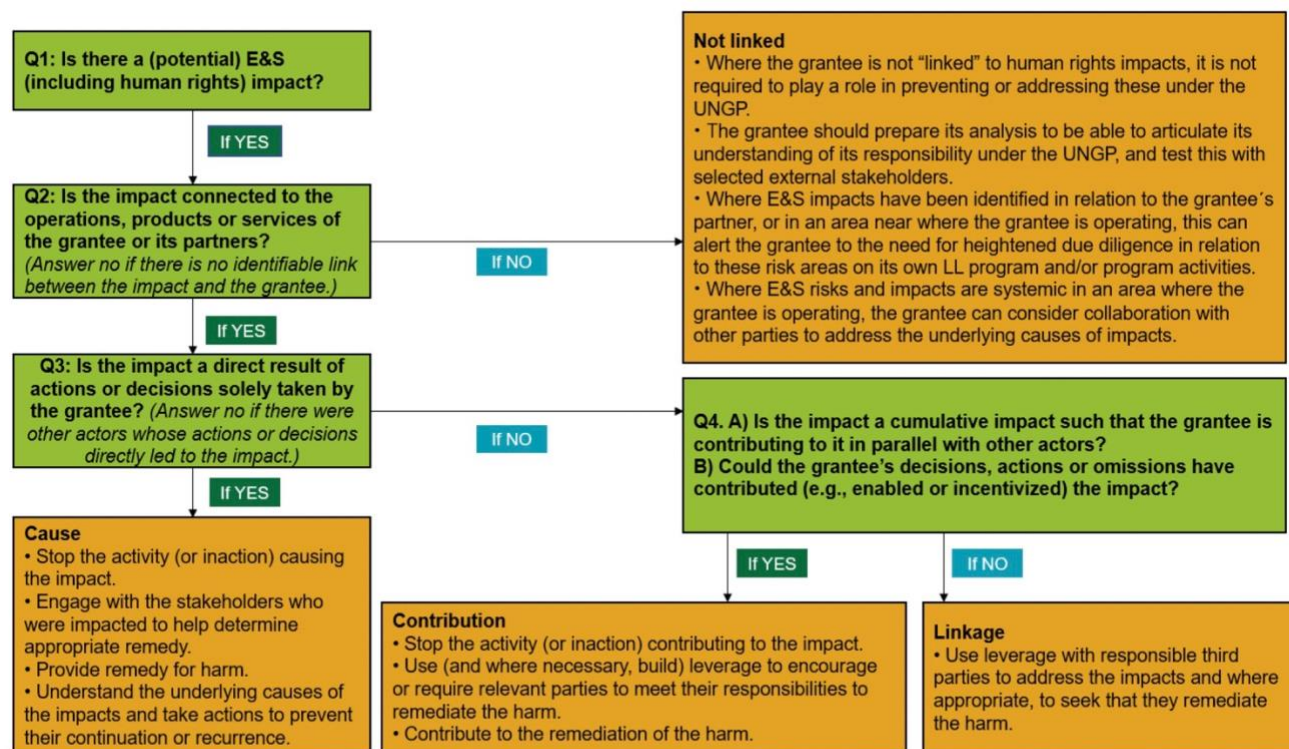 Q1: Is there a (potential) E&S
(including human rights) impact?
If YES
Q2: Is the impact connected to the
operations, products or services of
the grantee or its partners?
(Answer no if there is no identifiable link
between the impact and the grantee.)
If NO
Not linked
• Where the grantee is not “linked” to human rights impacts, it is not
required to play a role in preventing or addressing these under the
UNGP.
• The grantee should prepare its analysis to be able to articulate its
understanding of its responsibility under the UNGP, and test this with
selected external stakeholders.
• Where E&S impacts have been identified in relation to the grantee´s
partner, or in an area near where the grantee is operating, this can
alert the grantee to the need for heightened due diligence in relation
to these risk areas on its own LL program and/or program activities.
• Where E&S risks and impacts are systemic in an area where the
grantee is operating, the grantee can consider collaboration with
other parties to address the underlying causes of impacts.
If YES
Q3: Is the impact a direct result of
actions or decisions solely taken by
the grantee? (Answer no if there were
other actors whose actions or decisions
directly led to the impact.)
If NO
Q4. A) Is the impact a cumulative impact such that the grantee is
contributing to it in parallel with other actors?
B) Could the grantee’s decisions, actions or omissions have
contributed (e.g., enabled or incentivized) the impact?
If YES
Cause
• Stop the activity (or inaction) causing
the impact.
• Engage with the stakeholders who
were impacted to help determine
appropriate remedy.
• Provide remedy for harm.
• Understand the underlying causes of
the impacts and take actions to prevent
their continuation or recurrence.
If YES
Contribution
• Stop the activity (or inaction) contributing to the impact.
• Use (and where necessary, build) leverage to encourage
or require relevant parties to meet their responsibilities to
remediate the harm.
• Contribute to the remediation of the harm.
If NO
Linkage
• Use leverage with responsible third
parties to address the impacts and where
appropriate, to seek that they remediate
the harm.